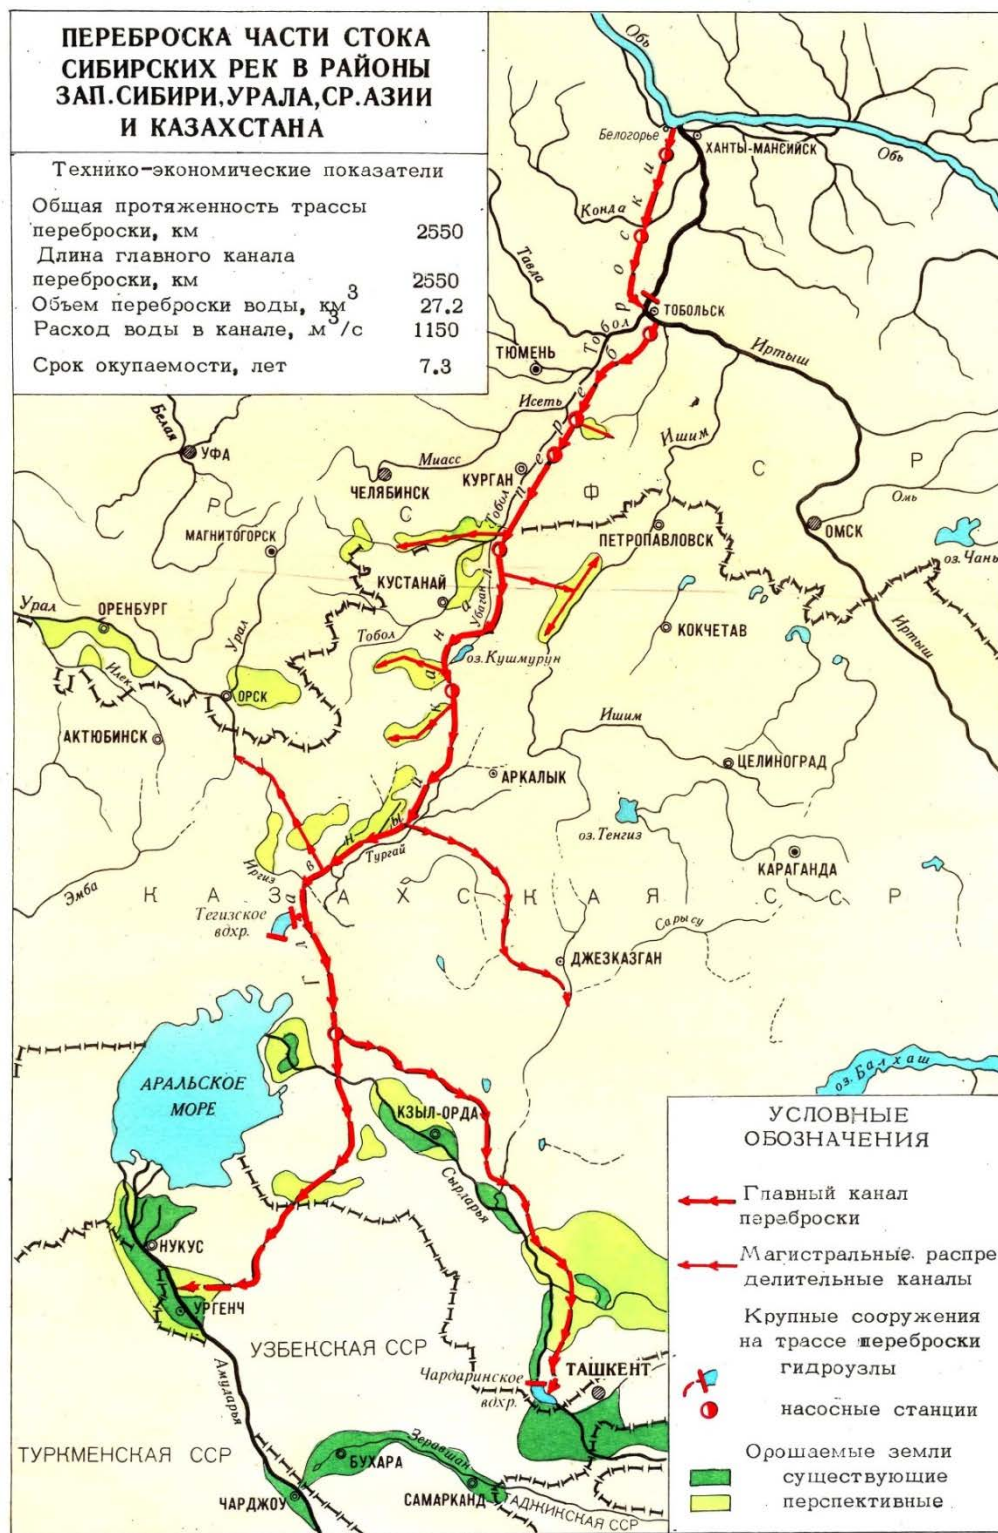 ПЕРЕБРОСКА ЧАСТИ СТОКА
СИБИРСКИХ РЕК В РАЙОНЫ
ЗАП.СИБИРИ,УРАЛА,СР.АЗИИ
И КАЗАХСТАНА
Технико-экономические показатели
Общая протяженность трассы
переброски, км 2550
Длина главного канала
переброски, км 2550
Объем переброски воды, км³ 27.2
Расход воды в канале, м³/с 1150
Срок окупаемости, лет 7.3
Обь
Белогорье
ХАНТЫ-МАНСИЙСК
Обь
Конда
Тавда
ТОБОЛЬСК
Тобол
ТЮМЕНЬ
Иртыш
Исеть
Белая
УФА
Миасс
ЧЕЛЯБИНСК
КУРГАН
Ишим
Р С Ф С Р
Омь
ОМСК
МАГНИТОГОРСК
Тобол
ПЕТРОПАВЛОВСК
оз.Чаны
КУСТАНАЙ
Убаган
Урал
ОРЕНБУРГ
Урал
Тобол
КОКЧЕТАВ
Иртыш
оз.Кушмурун
Илек
ОРСК
Ишим
АКТЮБИНСК
ЦЕЛИНОГРАД
АРКАЛЫК
оз.Тенгиз
Тургай
КАРАГАНДА
Иргиз
Эмба
К А З А Х С К А Я С С Р
Главный канал переброски
Тегизское
вдхр.
Сарысу
ДЖЕЗКАЗГАН
оз.Балхаш
АРАЛЬСКОЕ
МОРЕ
КЗЫЛ-ОРДА
Сырдарья
НУКУС
УРГЕНЧ
УЗБЕКСКАЯ ССР
Чардаринское
вдхр.
ТАШКЕНТ
Амударья
ТУРКМЕНСКАЯ ССР
Зеравшан
БУХАРА
ЧАРДЖОУ
САМАРКАНД
ТАДЖИКСКАЯ ССР
УСЛОВНЫЕ
ОБОЗНАЧЕНИЯ
Главный канал
переброски
Магистральные распре
делительные каналы
Крупные сооружения
на трассе переброски
гидроузлы
насосные станции
Орошаемые земли
существующие
перспективные